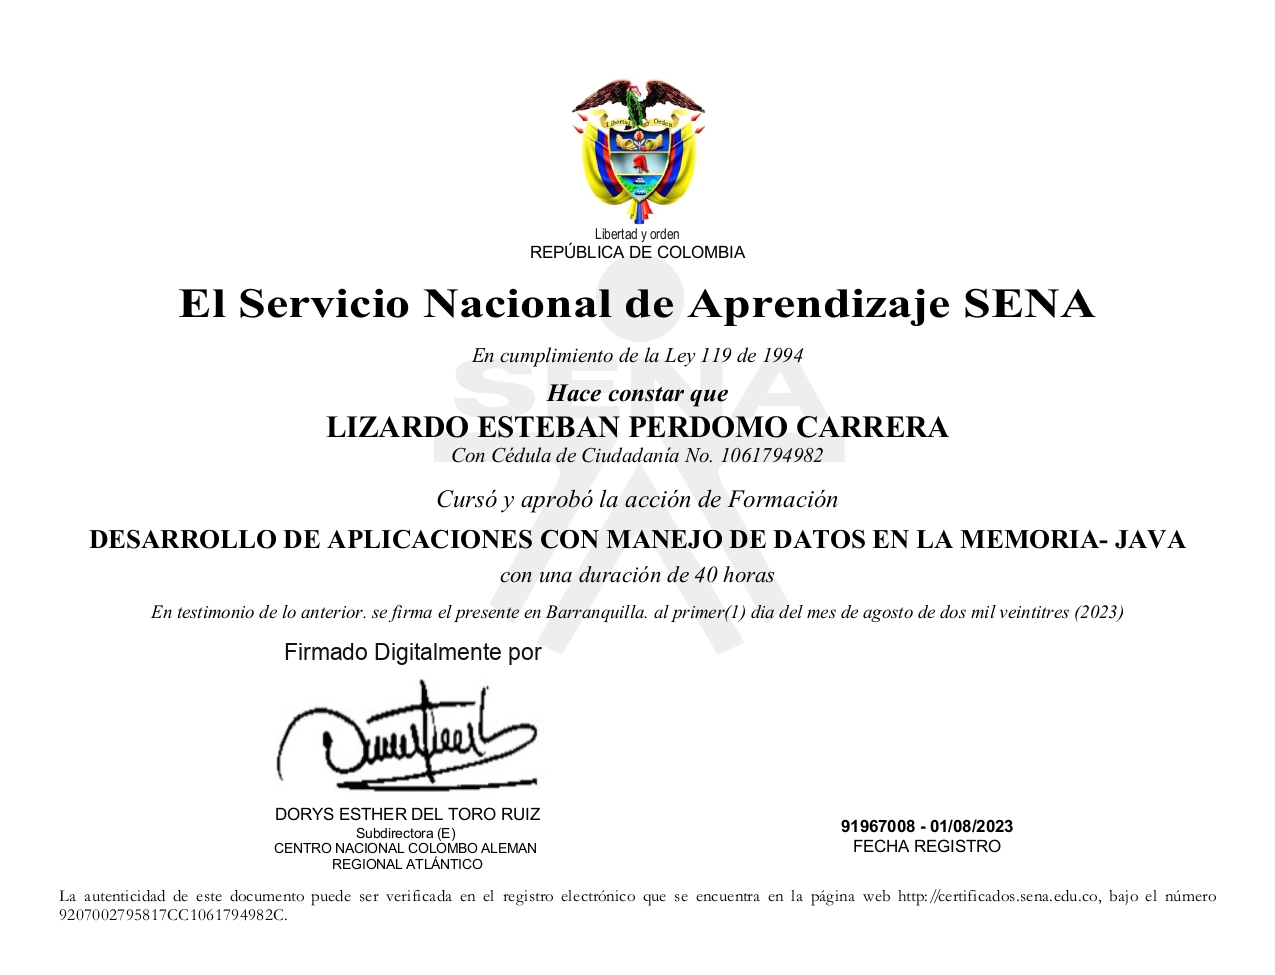 Libertad y Orden
Libertad y orden
REPÚBLICA DE COLOMBIA
El Servicio Nacional de Aprendizaje SENA
En cumplimiento de la Ley 119 de 1994
SENA
Hace constar que
LIZARDO ESTEBAN PERDOMO CARRERA
Con Cédula de Ciudadanía No. 1061794982
Cursó y aprobó la acción de Formación
DESARROLLO DE APLICACIONES CON MANEJO DE DATOS EN LA MEMORIA- JAVA
con una duración de 40 horas
En testimonio de lo anterior. se firma el presente en Barranquilla. al primer(1) dia del mes de agosto de dos mil veintitres (2023)
Firmado Digitalmente por
DORYS ESTHER DEL TORO RUIZ
Subdirectora (E)
CENTRO NACIONAL COLOMBO ALEMAN
REGIONAL ATLÁNTICO
91967008 - 01/08/2023
FECHA REGISTRO
La autenticidad de este documento puede ser verificada en el registro electrónico que se encuentra en la página web http://certificados.sena.edu.co, bajo el número
9207002795817CC1061794982C.